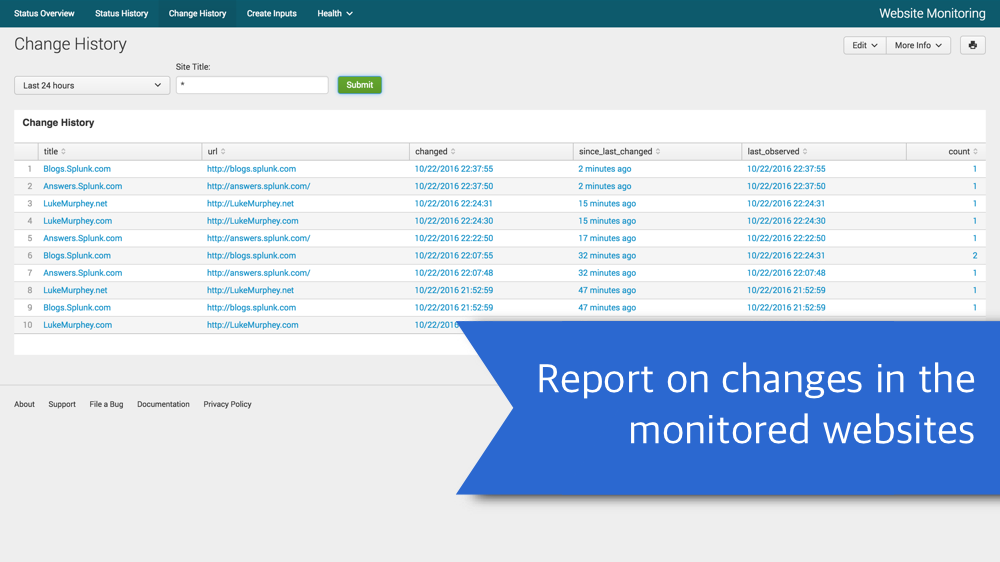 Status Overview Status History Change History Create Inputs Health Website Monitoring
Change History Edit More Info
Site Title:
Last 24 hours * Submit
Change History
title url changed since_last_changed last_observed count
1 Blogs.Splunk.com http://blogs.splunk.com 10/22/2016 22:37:55 2 minutes ago 10/22/2016 22:37:55 1
2 Answers.Splunk.com http://answers.splunk.com/ 10/22/2016 22:37:50 2 minutes ago 10/22/2016 22:37:50 1
3 LukeMurphey.net http://LukeMurphey.net 10/22/2016 22:24:31 15 minutes ago 10/22/2016 22:24:31 1
4 LukeMurphey.com http://LukeMurphey.com 10/22/2016 22:24:30 15 minutes ago 10/22/2016 22:24:30 1
5 Answers.Splunk.com http://answers.splunk.com/ 10/22/2016 22:22:50 17 minutes ago 10/22/2016 22:22:50 1
6 Blogs.Splunk.com http://blogs.splunk.com 10/22/2016 22:07:55 32 minutes ago 10/22/2016 22:24:31 2
7 Answers.Splunk.com http://answers.splunk.com/ 10/22/2016 22:07:48 32 minutes ago 10/22/2016 22:07:48 1
8 LukeMurphey.net http://LukeMurphey.net 10/22/2016 21:52:59 47 minutes ago 10/22/2016 21:52:59 1
9 Blogs.Splunk.com http://blogs.splunk.com 10/22/2016 21:52:59 47 minutes ago 10/22/2016 21:52:59 1
10 LukeMurphey.com http://LukeMurphey.com 10/22/2016
Report on changes in the
monitored websites
About Support File a Bug Documentation Privacy Policy